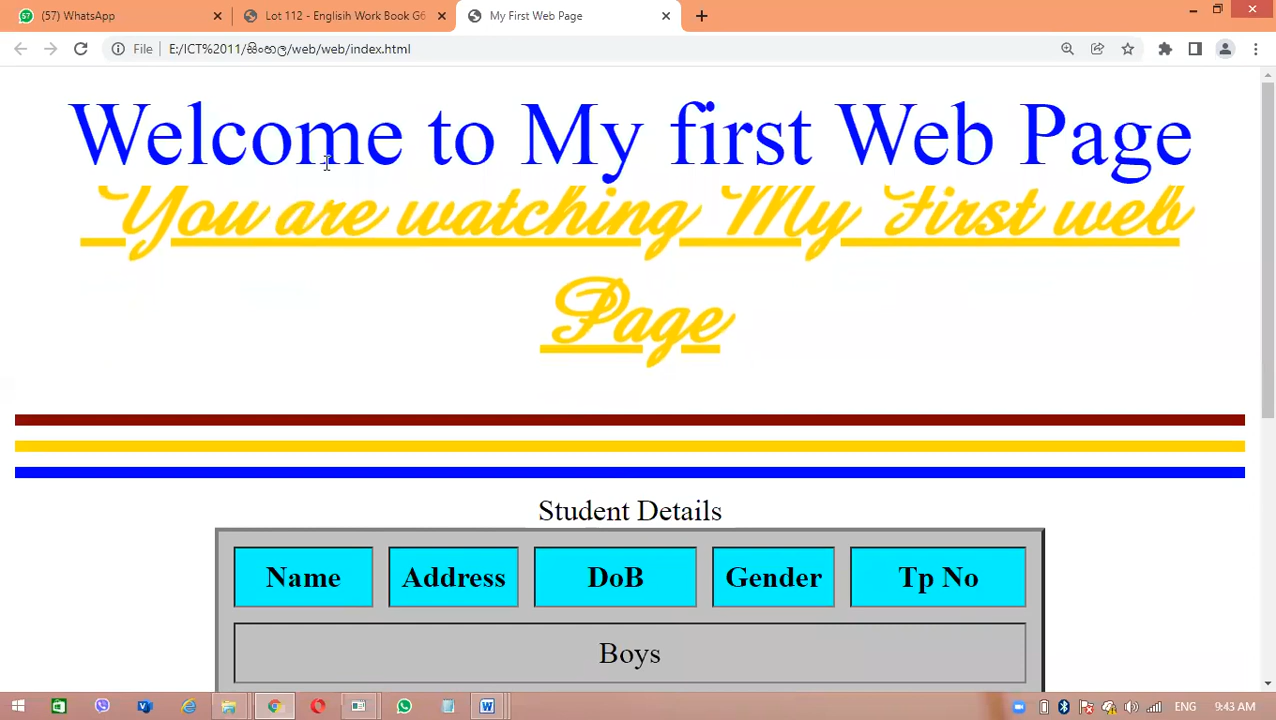 (57) WhatsApp
Lot 112 - Englisih Work Book G6
My First Web Page
File
E:/ICT%2011/සිංහල/web/web/index.html
Welcome to My first Web Page
You are watching My First web
Page
Student Details
Name Address DoB Gender Tp No
Boys
ENG 9:43 AM